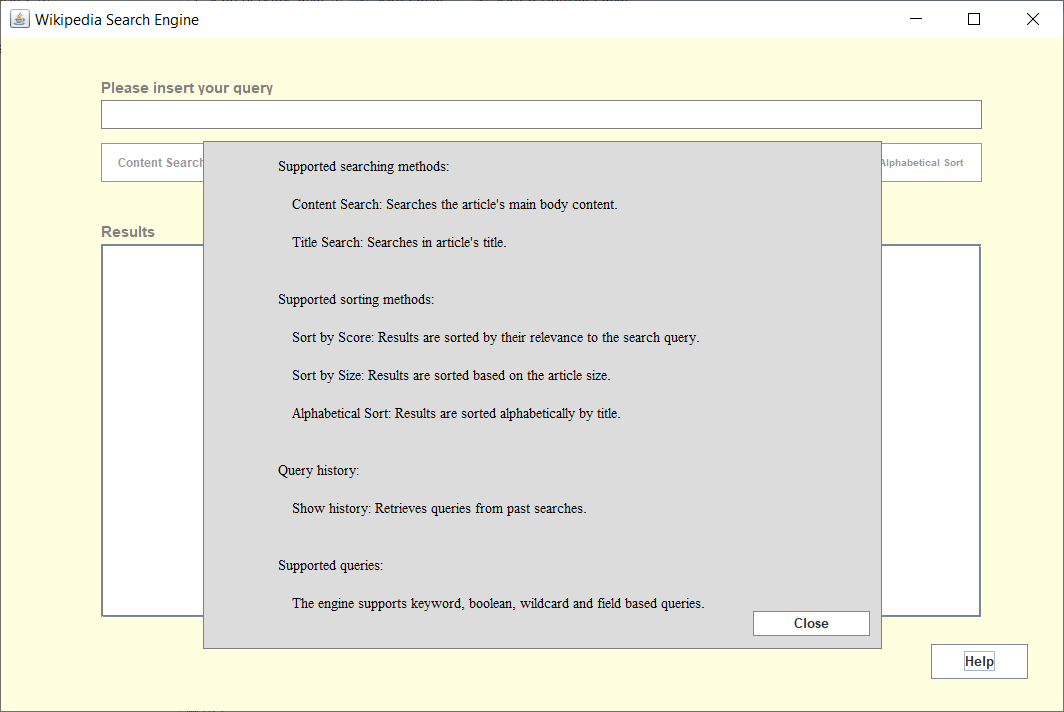 Wikipedia Search Engine
Please insert your query
Content Search
Alphabetical Sort
Results
Supported searching methods:
Content Search: Searches the article's main body content.
Title Search: Searches in article's title.
Supported sorting methods:
Sort by Score: Results are sorted by their relevance to the search query.
Sort by Size: Results are sorted based on the article size.
Alphabetical Sort: Results are sorted alphabetically by title.
Query history:
Show history: Retrieves queries from past searches.
Supported queries:
The engine supports keyword, boolean, wildcard and field based queries.
Close
Help